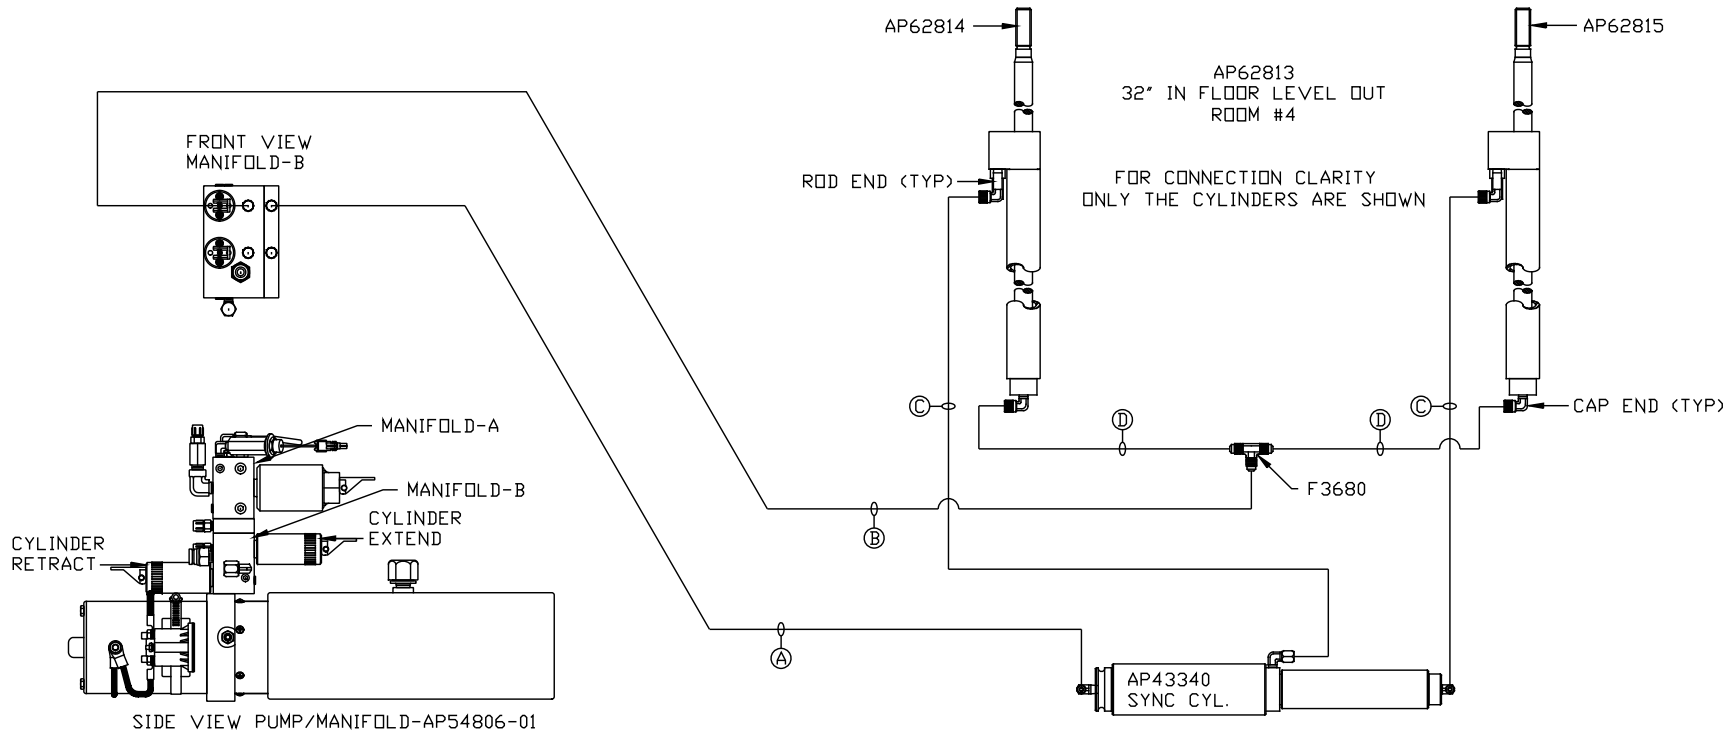 AP62814
AP62815
AP62813
32" IN FLOOR LEVEL OUT
ROOM #4
FRONT VIEW
MANIFOLD-B
ROD END (TYP)
FOR CONNECTION CLARITY
ONLY THE CYLINDERS ARE SHOWN
C
C
CAP END (TYP)
D
D
MANIFOLD-A
F3680
MANIFOLD-B
CYLINDER
EXTEND
B
CYLINDER
RETRACT
A
AP43340
SYNC CYL.
SIDE VIEW PUMP/MANIFOLD-AP54806-01